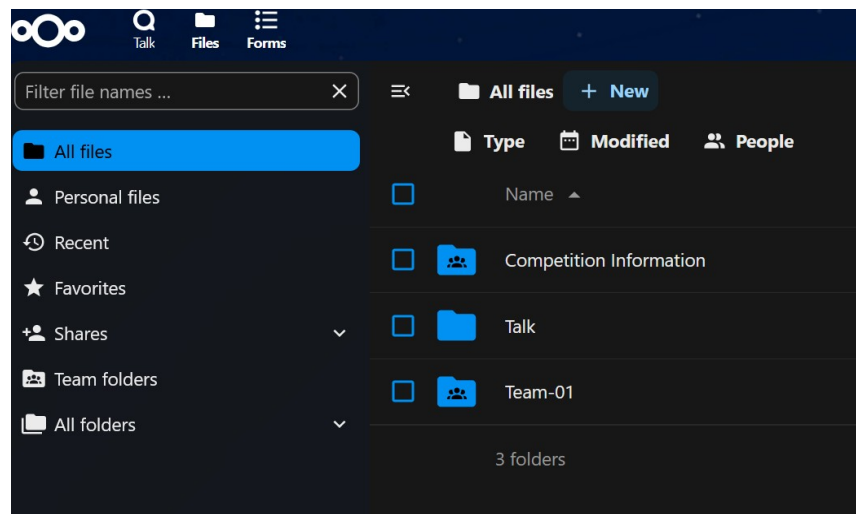 Talk Files Forms
Filter file names ...
All files
Personal files
Recent
Favorites
Shares
Team folders
All folders
All files + New
Type Modified People
Name
Competition Information
Talk
Team-01
3 folders